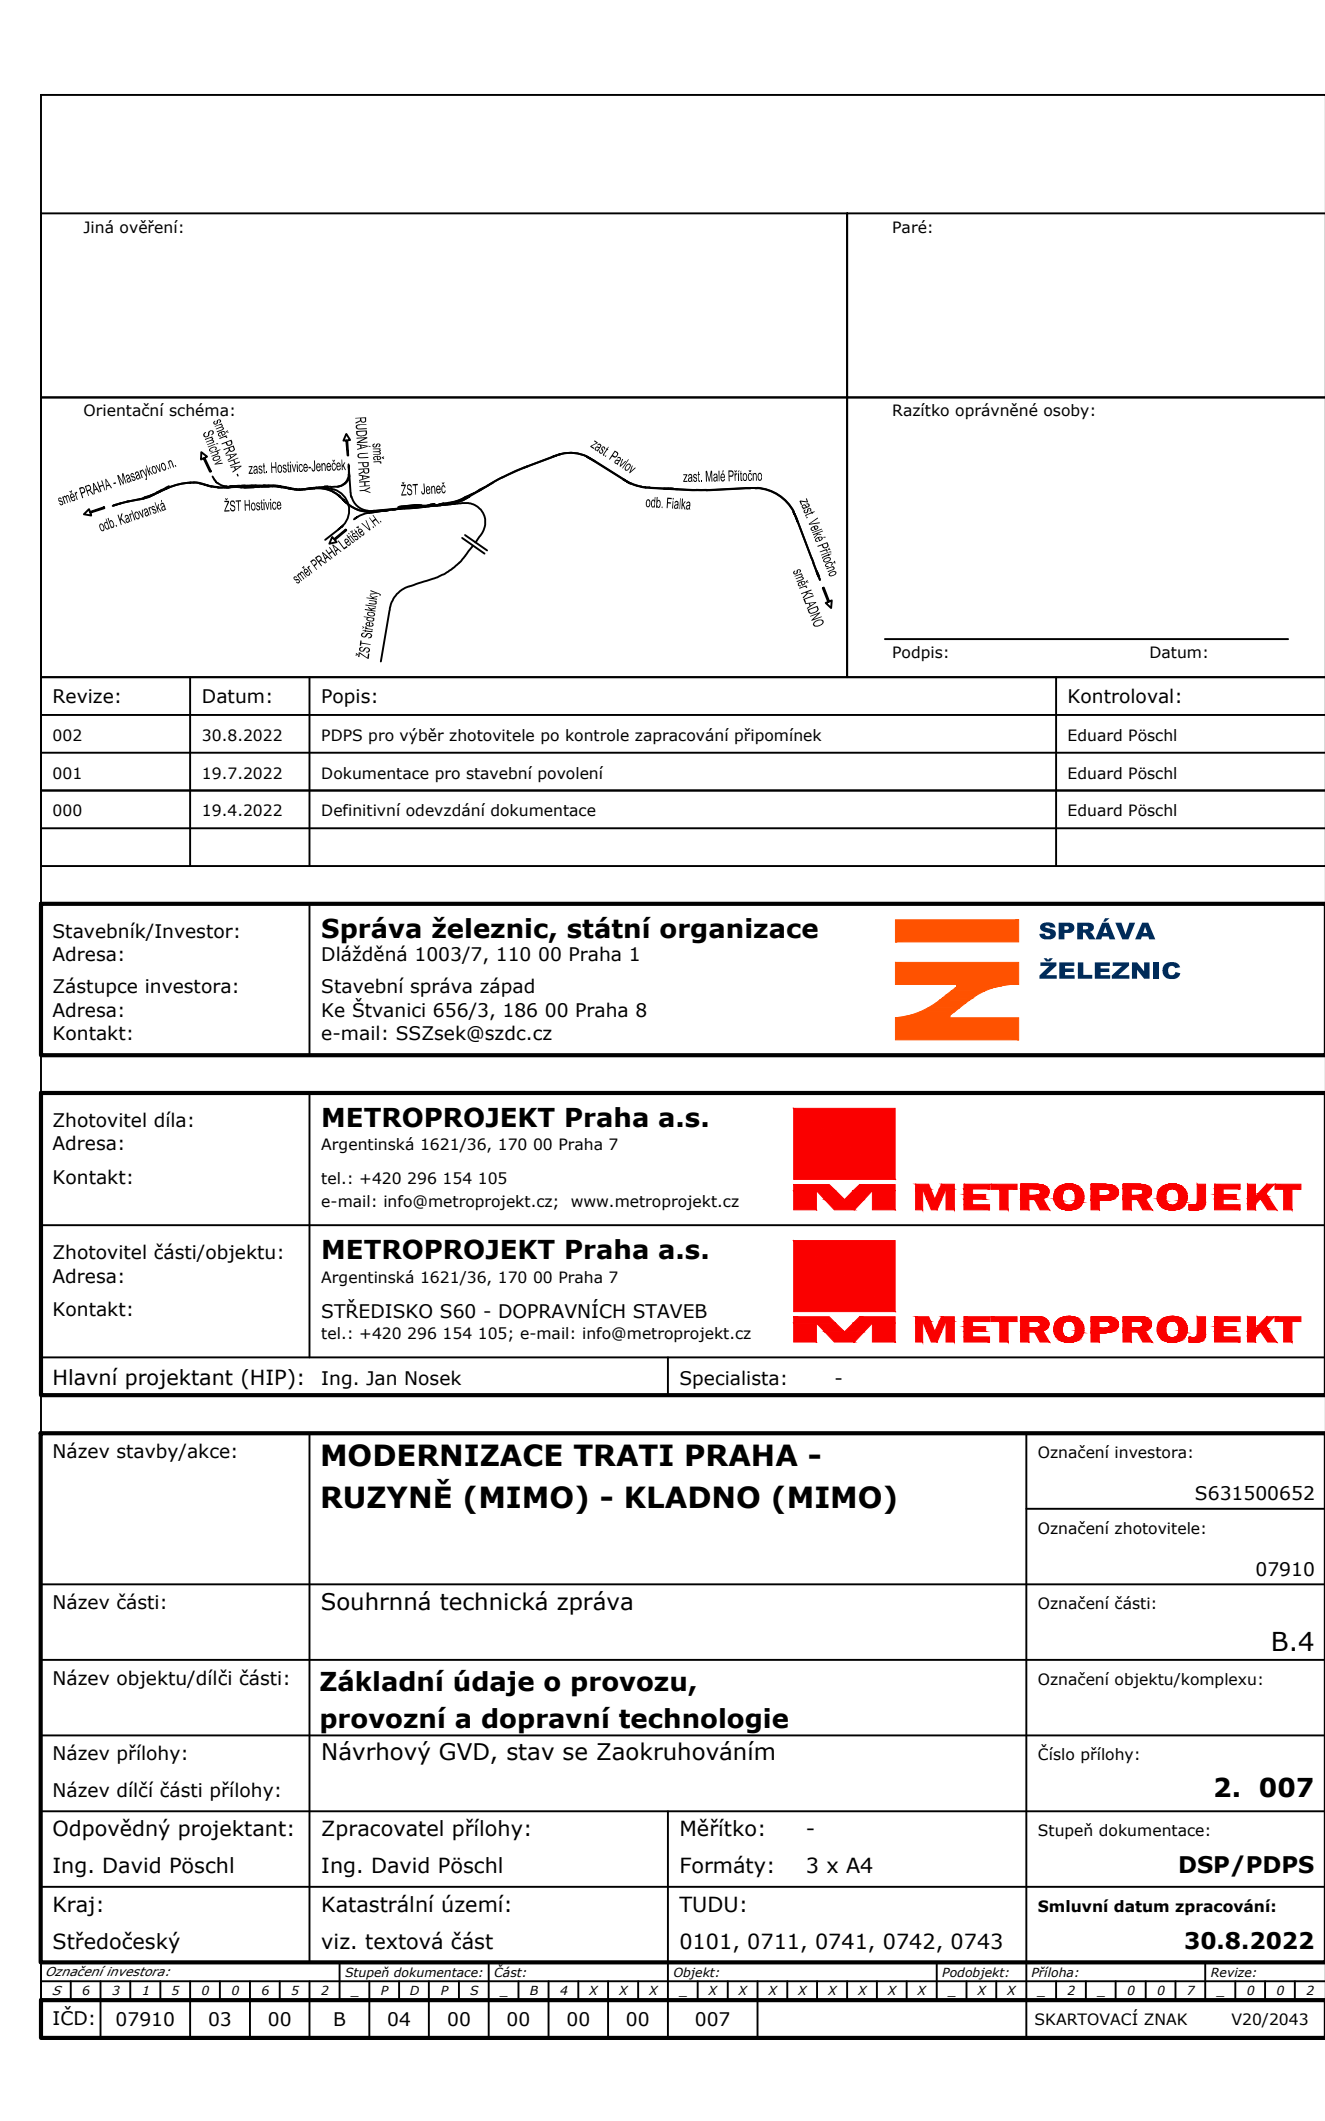 Jiná ověření:
Paré:
Orientační schéma:
Razítko oprávněné osoby:
směr PRAHA - Masarykovo.n.
odb. Karlovarská
směr PRAHA -
Smíchov
zast. Hostivice-Jeneček
ŽST Hostivice
směr
RUDNÁ U PRAHY
směr PRAHA Letiště V.H.
ŽST Jeneč
ŽST Středokluky
zast. Pavlov
odb. Fialka
zast. Malé Přítočno
zast. Velké Přítočno
směr KLADNO
Podpis:
Datum:
Revize: Datum: Popis: Kontroloval:
002 30.8.2022 PDPS pro výběr zhotovitele po kontrole zapracování připomínek Eduard Pöschl
001 19.7.2022 Dokumentace pro stavební povolení Eduard Pöschl
000 19.4.2022 Definitivní odevzdání dokumentace Eduard Pöschl
Stavebník/Investor: Správa železnic, státní organizace
Adresa: Dlážděná 1003/7, 110 00 Praha 1
Zástupce investora: Stavební správa západ
Adresa: Ke Štvanici 656/3, 186 00 Praha 8
Kontakt: e-mail: SSZsek@szdc.cz
SPRÁVA
ŽELEZNIC
Zhotovitel díla: METROPROJEKT Praha a.s.
Adresa: Argentinská 1621/36, 170 00 Praha 7
Kontakt: tel.: +420 296 154 105
e-mail: info@metroprojekt.cz; www.metroprojekt.cz
METROPROJEKT
Zhotovitel části/objektu: METROPROJEKT Praha a.s.
Adresa: Argentinská 1621/36, 170 00 Praha 7
Kontakt: STŘEDISKO S60 - DOPRAVNÍCH STAVEB
tel.: +420 296 154 105; e-mail: info@metroprojekt.cz
METROPROJEKT
Hlavní projektant (HIP): Ing. Jan Nosek Specialista: -
Název stavby/akce: MODERNIZACE TRATI PRAHA -
RUZYNĚ (MIMO) - KLADNO (MIMO)
Označení investora:
S631500652
Označení zhotovitele:
07910
Název části: Souhrnná technická zpráva
Označení části:
B.4
Název objektu/dílči části: Základní údaje o provozu,
provozní a dopravní technologie
Označení objektu/komplexu:
Název přílohy: Návrhový GVD, stav se Zaokruhováním
Název dílčí části přílohy:
Číslo přílohy:
2. 007
Odpovědný projektant: Zpracovatel přílohy: Měřítko: - Stupeň dokumentace:
Ing. David Pöschl Ing. David Pöschl Formáty: 3 x A4 DSP/PDPS
Kraj: Katastrální území: TUDU: Smluvní datum zpracování:
Středočeský viz. textová část 0101, 0711, 0741, 0742, 0743 30.8.2022
Označení investora: Stupeň dokumentace: Část: Objekt: Podobjekt: Příloha: Revize:
S 6 3 1 5 0 0 6 5 2 _ P D P S _ B 4 X X X _ X X X X X X X X _ X X _ 2 _ 0 0 7 _ 0 0 2
IČD: 07910 03 00 B 04 00 00 00 00 007 SKARTOVACÍ ZNAK V20/2043